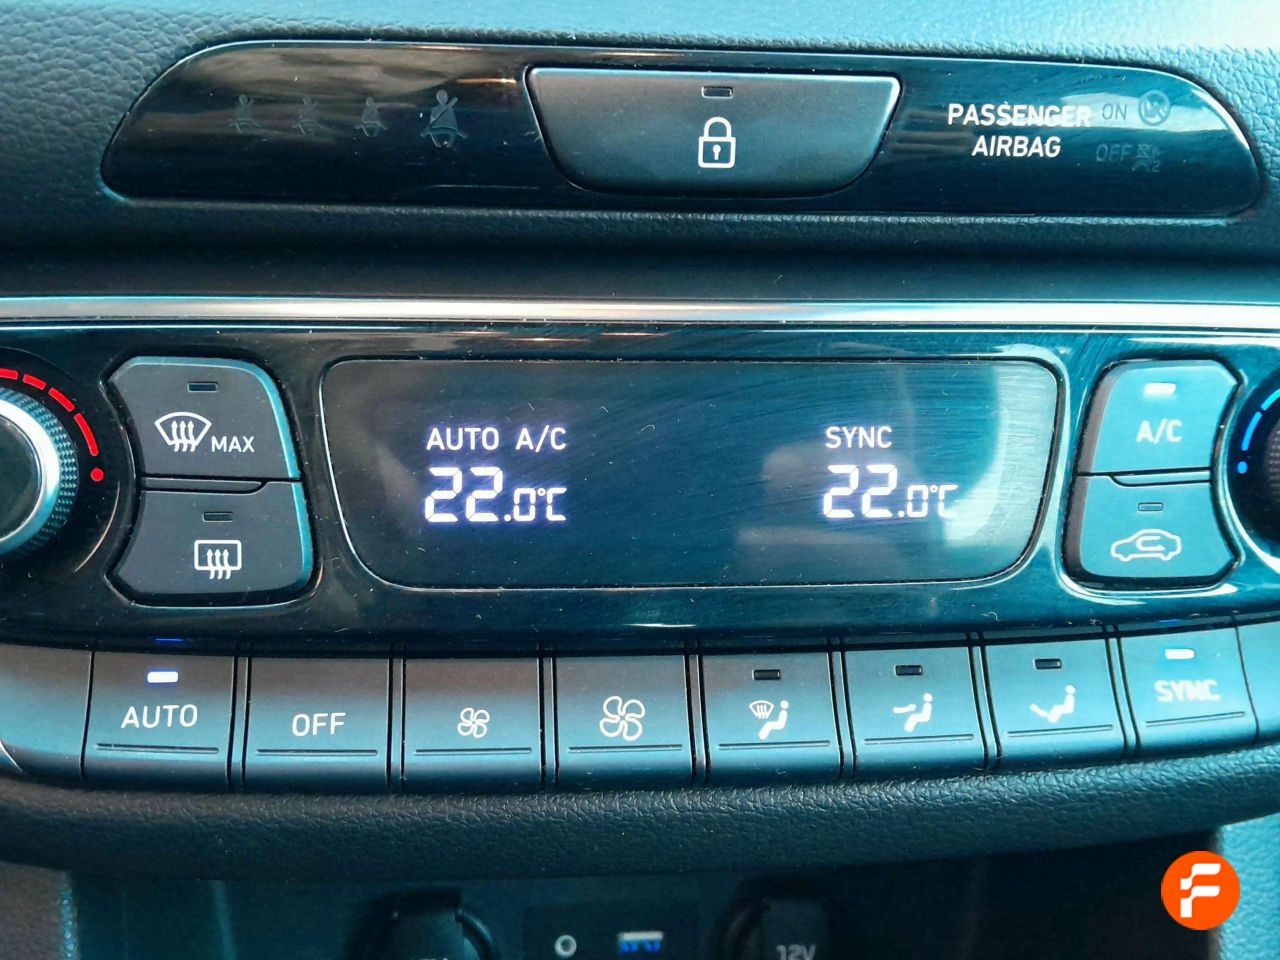 PASSENGER ON
AIRBAG OFF
MAX
AUTO A/C
22.0°C
SYNC
22.0°C
A/C
AUTO
OFF
SYNC
12V